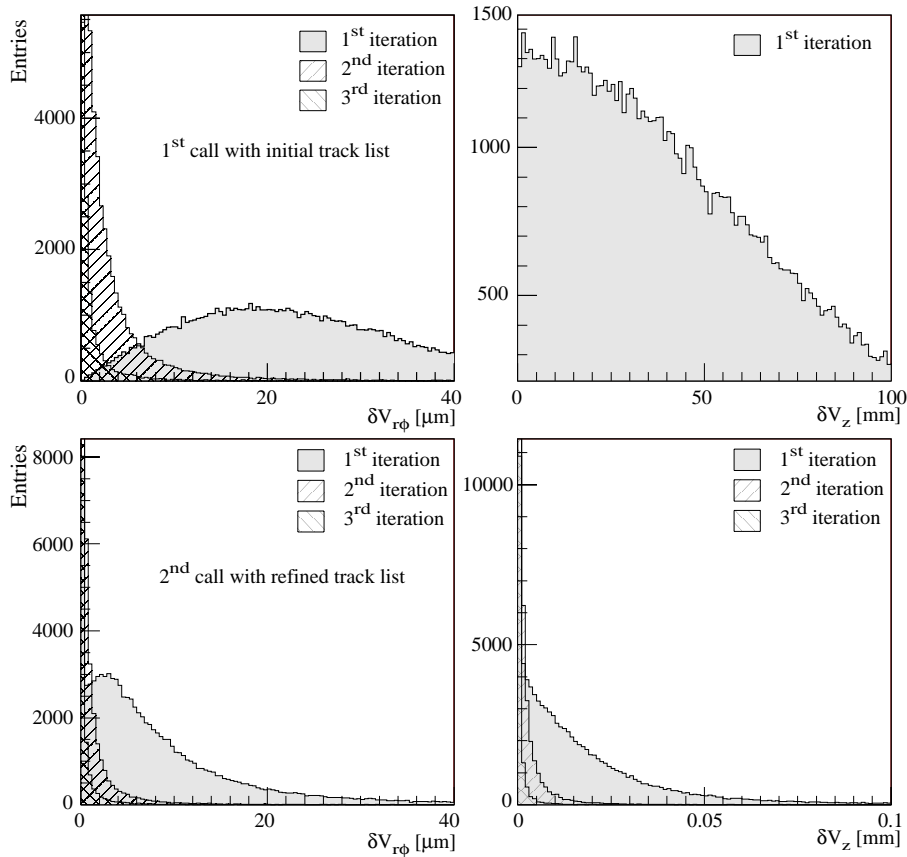 Entries
4000
2000
0
1st iteration
2nd iteration
3rd iteration
1st call with initial track list
0
20
40
δVrϕ [μm]
1500
1000
500
1st iteration
0
50
100
δVz [mm]
Entries
8000
6000
4000
2000
0
1st iteration
2nd iteration
3rd iteration
2nd call with refined track list
0
20
40
δVrϕ [μm]
10000
5000
0
1st iteration
2nd iteration
3rd iteration
0
0.05
0.1
δVz [mm]